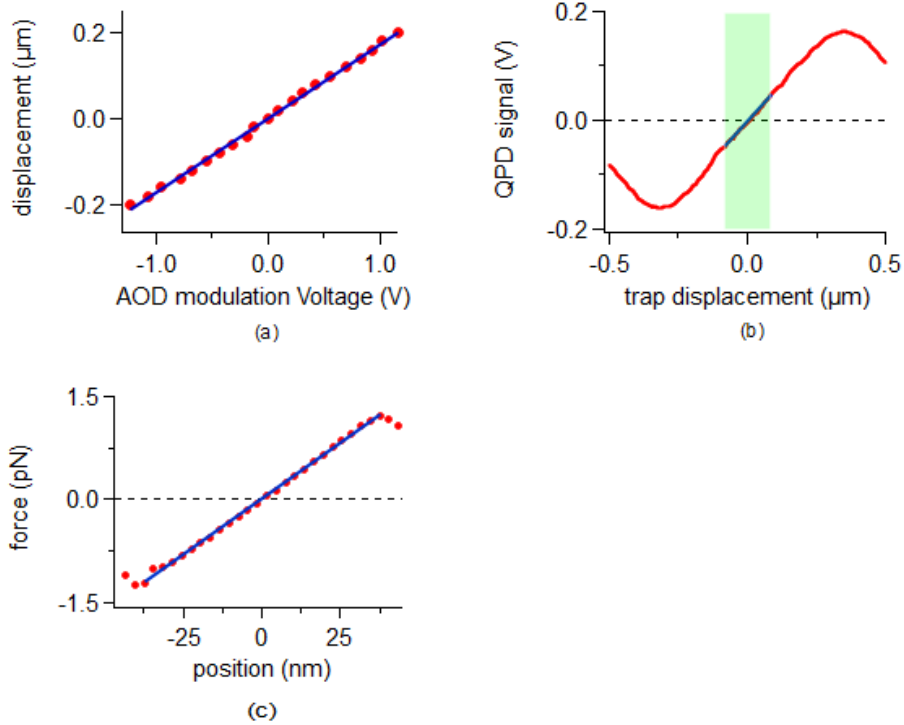 0.2
0.0
-0.2
displacement (µm)
-1.0 0.0 1.0
AOD modulation Voltage (V)
(a)
0.2
0.0
-0.2
QPD signal (V)
-0.5 0.0 0.5
trap displacement (µm)
(b)
1.5
0.0
-1.5
force (pN)
-25 0 25
position (nm)
(c)